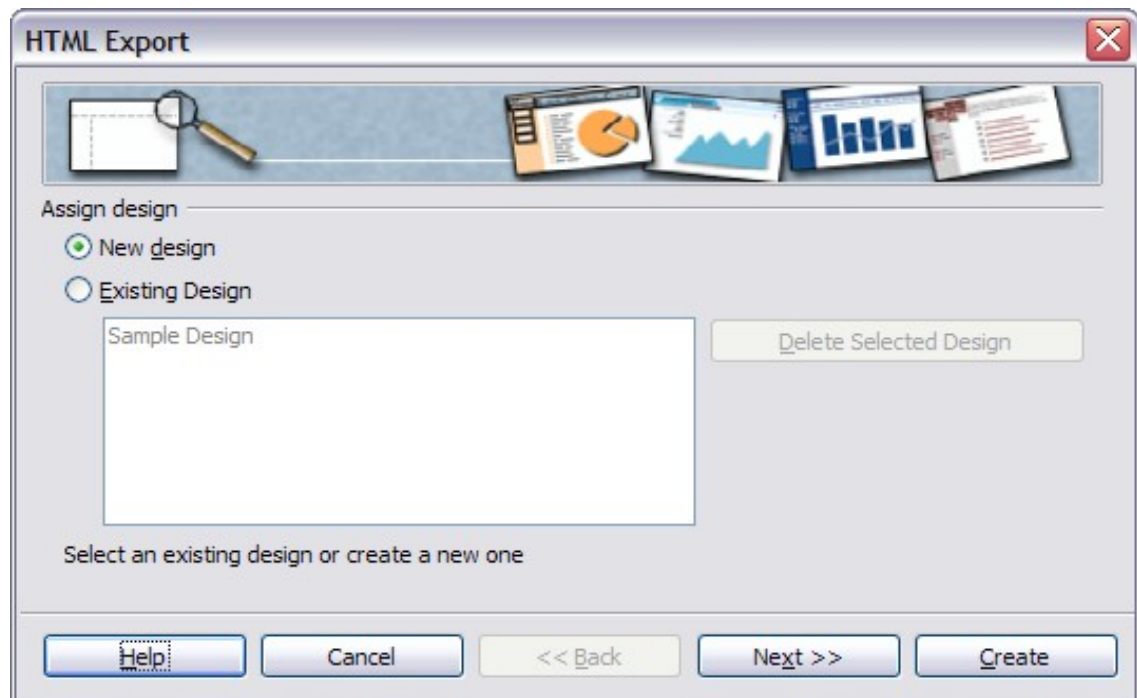 HTML Export
Assign design
New design
Existing Design
Sample Design
Delete Selected Design
Select an existing design or create a new one
Help Cancel << Back Next >> Create